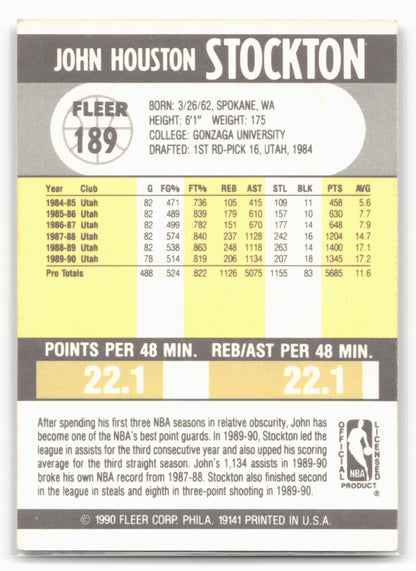 JOHN HOUSTON STOCKTON
FLEER
189
BORN: 3/26/62, SPOKANE, WA
HEIGHT: 6'1" WEIGHT: 175
COLLEGE: GONZAGA UNIVERSITY
DRAFTED: 1ST RD-PICK 16, UTAH, 1984
Year Club G FG% FT% REB AST STL BLK PTS AVG
1984-85 Utah 82 .471 .736 105 415 109 11 458 5.6
1985-86 Utah 82 .489 .839 179 610 157 10 630 7.7
1986-87 Utah 82 .499 .782 151 670 177 14 648 7.9
1987-88 Utah 82 .574 .840 237 1128 242 16 1204 14.7
1988-89 Utah 82 .538 .863 248 1118 263 14 1400 17.1
1989-90 Utah 78 .514 .819 206 1134 207 18 1345 17.2
Pro Totals 488 .524 .822 1126 5075 1155 83 5685 11.6
POINTS PER 48 MIN. REB/AST PER 48 MIN.
22.1 22.1
After spending his first three NBA seasons in relative obscurity, John has
become one of the NBA's best point guards. In 1989-90, Stockton led the
league in assists for the third consecutive year and also upped his scoring
average for the third straight season. John's 1,134 assists in 1989-90
broke his own NBA record from 1987-88. Stockton also finished second
in the league in steals and eighth in three-point shooting in 1989-90.
OFFICIAL LICENSED
NBA
PRODUCT ®
© 1990 FLEER CORP. PHILA. 19141 PRINTED IN U.S.A.